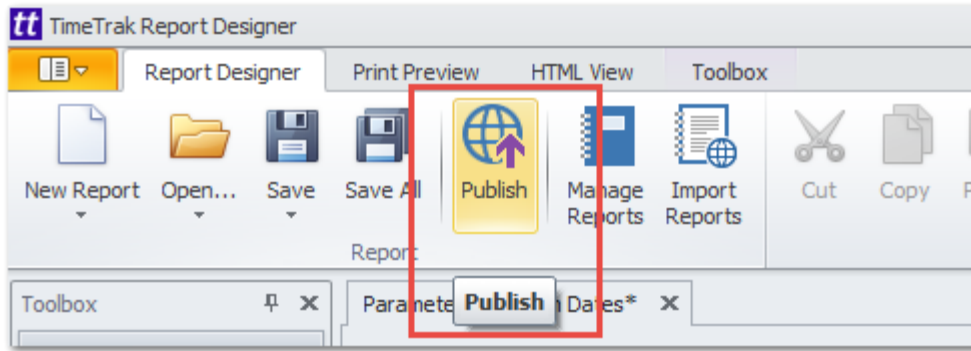 tt TimeTrak Report Designer
Report Designer Print Preview HTML View Toolbox
New Report Open... Save Save All Publish Manage Reports Import Reports Cut Copy
Report
Toolbox Paramete Publish n Dates*